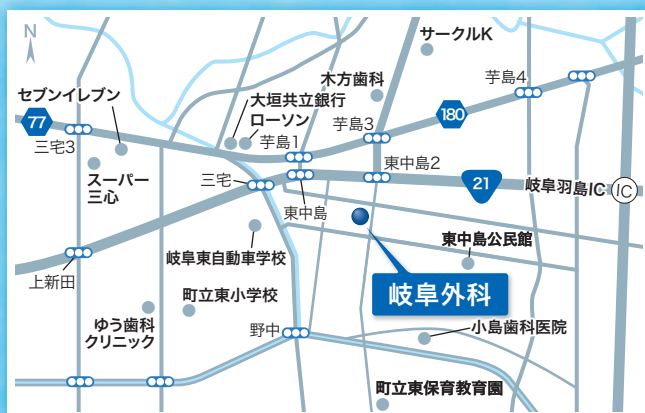 N
サークルK
芋島4
木方歯科
セブンイレブン
大垣共立銀行
ローソン
77
180
芋島3
芋島1
三宅3
東中島2
スーパー
三心
三宅
21
岐阜羽島IC
IC
東中島
東中島公民館
岐阜東自動車学校
上新田
岐阜外科
町立東小学校
ゆう歯科
クリニック
野中
小島歯科医院
町立東保育教育園